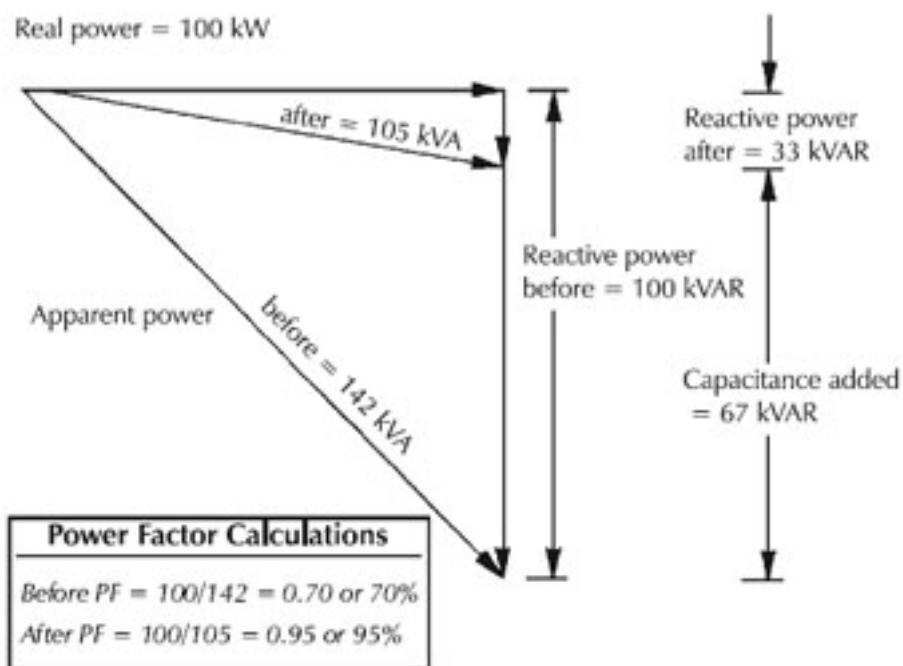 Real power = 100 kW
after = 105 kVA
Reactive power
after = 33 kVAR
Reactive power
before = 100 kVAR
Apparent power
before = 142 kVA
Capacitance added
= 67 kVAR
Power Factor Calculations
Before PF = 100/142 = 0.70 or 70%
After PF = 100/105 = 0.95 or 95%